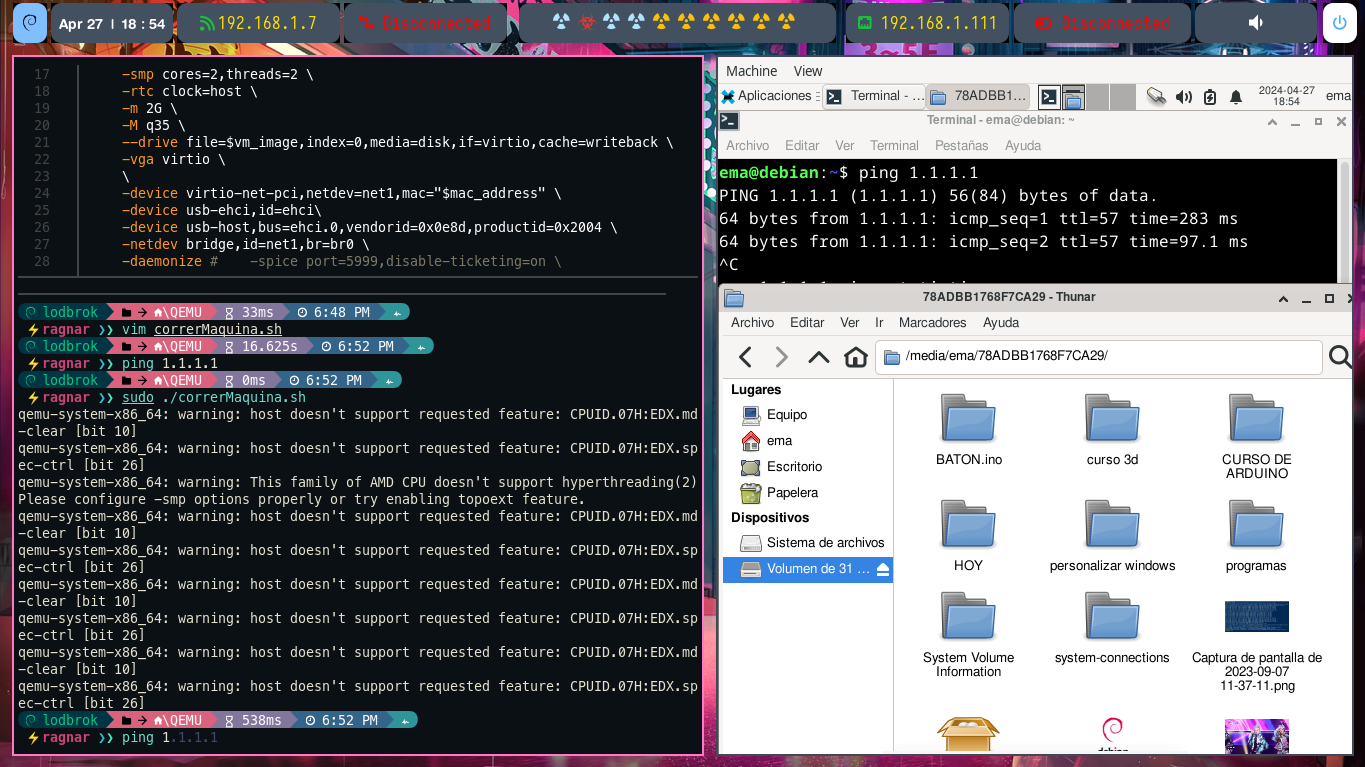 Apr 27 | 18:54
192.168.1.7
Disconnected
192.168.1.111
Disconnected
17 -smp cores=2,threads=2 \
18 -rtc clock=host \
19 -m 2G \
20 -M q35 \
21 --drive file=$vm_image,index=0,media=disk,if=virtio,cache=writeback \
22 -vga virtio \
23 \
24 -device virtio-net-pci,netdev=net1,mac="$mac_address" \
25 -device usb-ehci,id=ehci\
26 -device usb-host,bus=ehci.0,vendorid=0x0e8d,productid=0x2004 \
27 -netdev bridge,id=net1,br=br0 \
28 -daemonize # -spice port=5999,disable-ticketing=on \
lodbrok \QEMU 33ms 6:48 PM
ragnar ❯❯ vim correrMaquina.sh
lodbrok \QEMU 16.625s 6:52 PM
ragnar ❯❯ ping 1.1.1.1
lodbrok \QEMU 0ms 6:52 PM
ragnar ❯❯ sudo ./correrMaquina.sh
qemu-system-x86_64: warning: host doesn't support requested feature: CPUID.07H:EDX.md
-clear [bit 10]
qemu-system-x86_64: warning: host doesn't support requested feature: CPUID.07H:EDX.sp
ec-ctrl [bit 26]
qemu-system-x86_64: warning: This family of AMD CPU doesn't support hyperthreading(2)
Please configure -smp options properly or try enabling topoext feature.
qemu-system-x86_64: warning: host doesn't support requested feature: CPUID.07H:EDX.md
-clear [bit 10]
qemu-system-x86_64: warning: host doesn't support requested feature: CPUID.07H:EDX.sp
ec-ctrl [bit 26]
qemu-system-x86_64: warning: host doesn't support requested feature: CPUID.07H:EDX.md
-clear [bit 10]
qemu-system-x86_64: warning: host doesn't support requested feature: CPUID.07H:EDX.sp
ec-ctrl [bit 26]
qemu-system-x86_64: warning: host doesn't support requested feature: CPUID.07H:EDX.md
-clear [bit 10]
qemu-system-x86_64: warning: host doesn't support requested feature: CPUID.07H:EDX.sp
ec-ctrl [bit 26]
lodbrok \QEMU 538ms 6:52 PM
ragnar ❯❯ ping 1.1.1.1
Machine View
Aplicaciones
Terminal - ...
78ADBB1...
2024-04-27
18:54
ema
Terminal - ema@debian: ~
Archivo Editar Ver Terminal Pestañas Ayuda
ema@debian:~$ ping 1.1.1.1
PING 1.1.1.1 (1.1.1.1) 56(84) bytes of data.
64 bytes from 1.1.1.1: icmp_seq=1 ttl=57 time=283 ms
64 bytes from 1.1.1.1: icmp_seq=2 ttl=57 time=97.1 ms
^C
78ADBB1768F7CA29 - Thunar
Archivo Editar Ver Ir Marcadores Ayuda
/media/ema/78ADBB1768F7CA29/
Lugares
Equipo
ema
Escritorio
Papelera
Dispositivos
Sistema de archivos
Volumen de 31 ...
BATON.ino
curso 3d
CURSO DE
ARDUINO
HOY
personalizar windows
programas
System Volume
Information
system-connections
Captura de pantalla de
2023-09-07
11-37-11.png